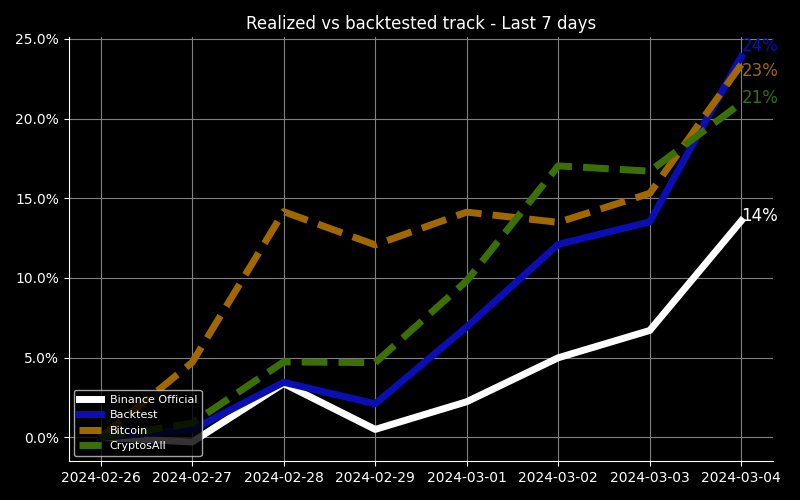 Realized vs backtested track - Last 7 days
25.0%
20.0%
15.0%
10.0%
5.0%
0.0%
24%
23%
21%
14%
Binance Official
Backtest
Bitcoin
CryptosAll
2024-02-26 2024-02-27 2024-02-28 2024-02-29 2024-03-01 2024-03-02 2024-03-03 2024-03-04